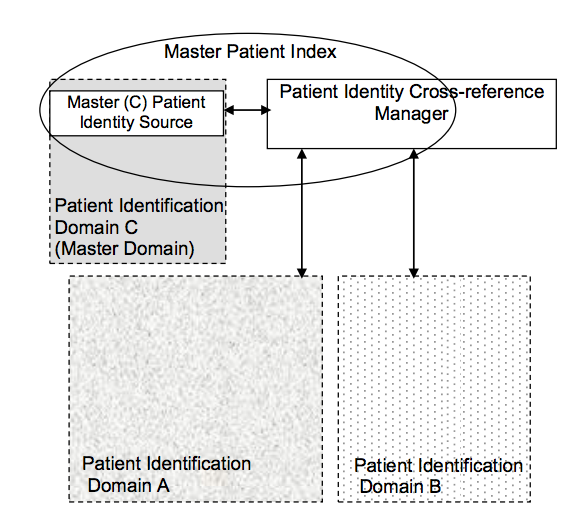 Master Patient Index
Master (C) Patient
Identity Source
Patient Identity Cross-reference
Manager
Patient Identification
Domain C
(Master Domain)
Patient Identification
Domain A
Patient Identification
Domain B